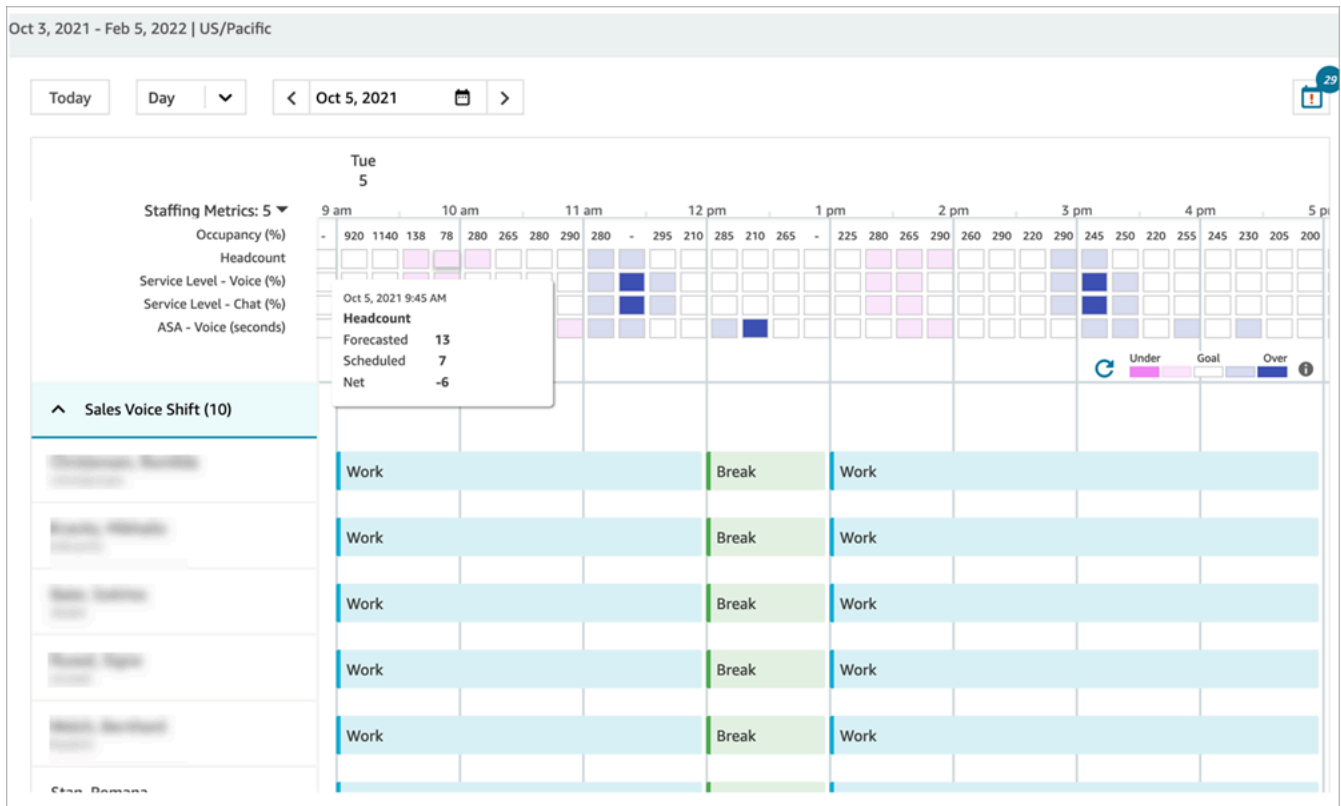 Oct 3, 2021 - Feb 5, 2022 | US/Pacific
Today Day Oct 5, 2021 29
Tue
5
Staffing Metrics: 5 9 am 10 am 11 am 12 pm 1 pm 2 pm 3 pm 4 pm 5
Occupancy (%) - 920 1140 138 78 280 265 280 290 280 - 295 210 285 210 265 - 225 280 265 290 260 290 220 290 245 250 220 255 245 230 205 200
Headcount
Service Level - Voice (%)
Service Level - Chat (%)
ASA - Voice (seconds)
Oct 5, 2021 9:45 AM
Headcount
Forecasted 13
Scheduled 7
Net -6
Under Goal Over
Sales Voice Shift (10)
Work Break Work
Work Break Work
Work Break Work
Work Break Work
Work Break Work